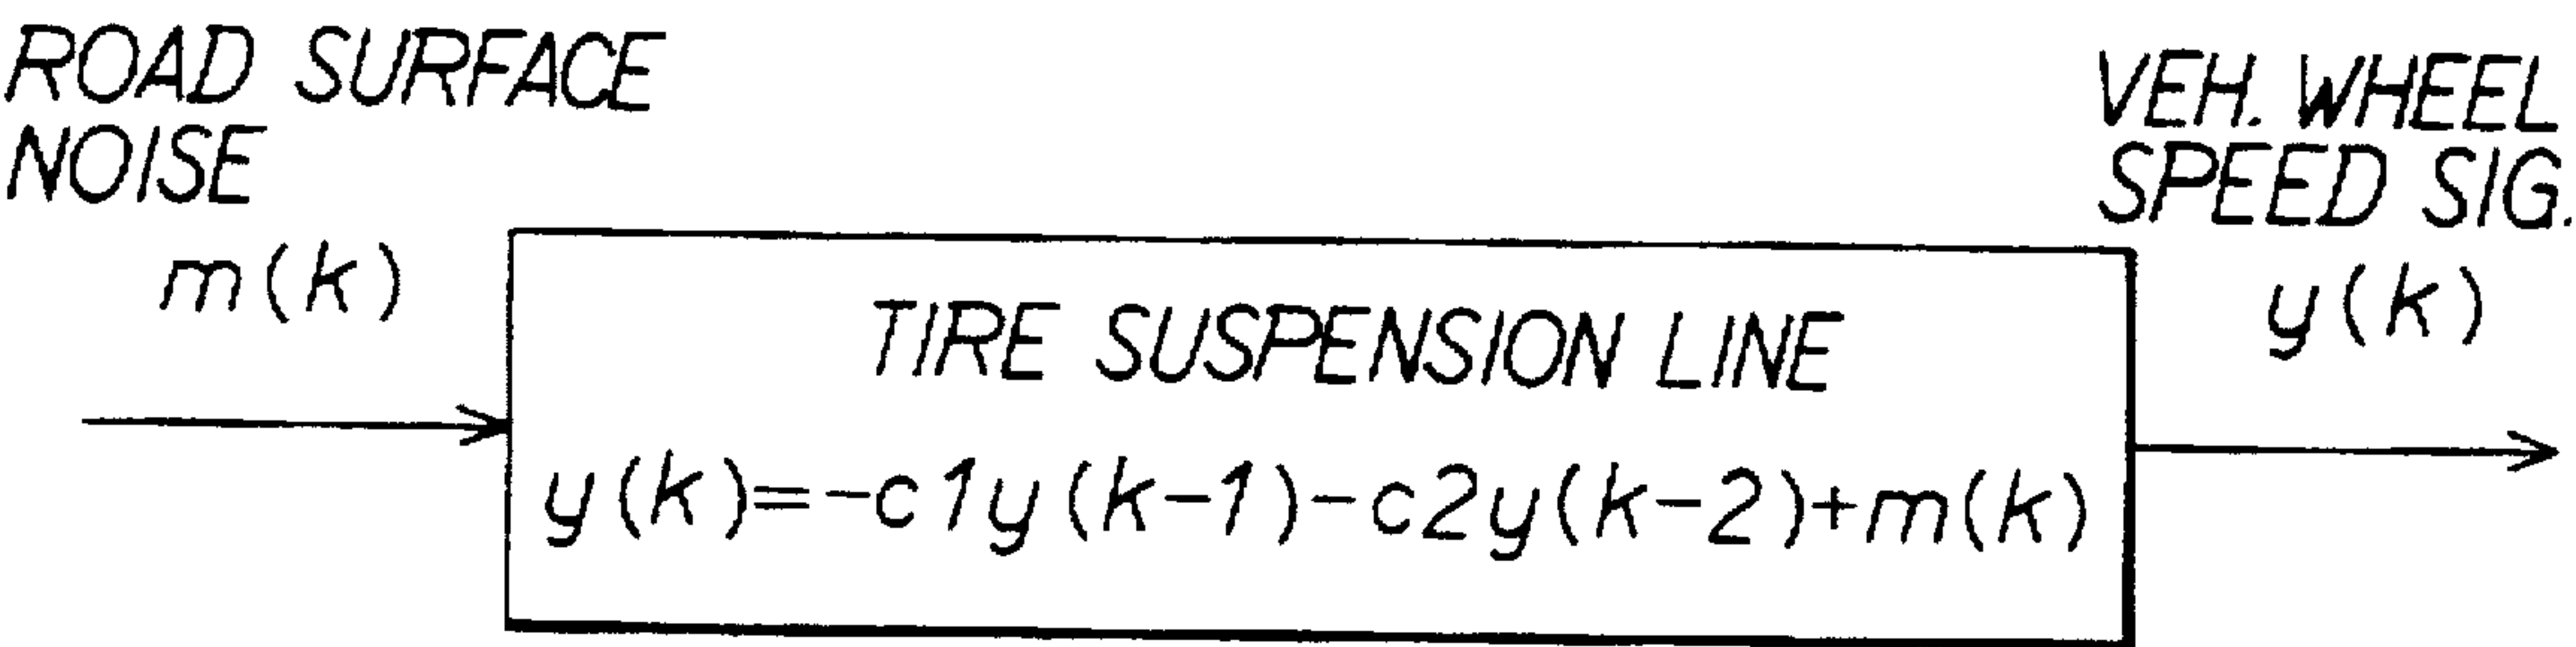 ROAD SURFACE
NOISE
m(k)
VEH. WHEEL
SPEED SIG.
y(k)
TIRE SUSPENSION LINE
y(k)=-c1y(k-1)-c2y(k-2)+m(k)